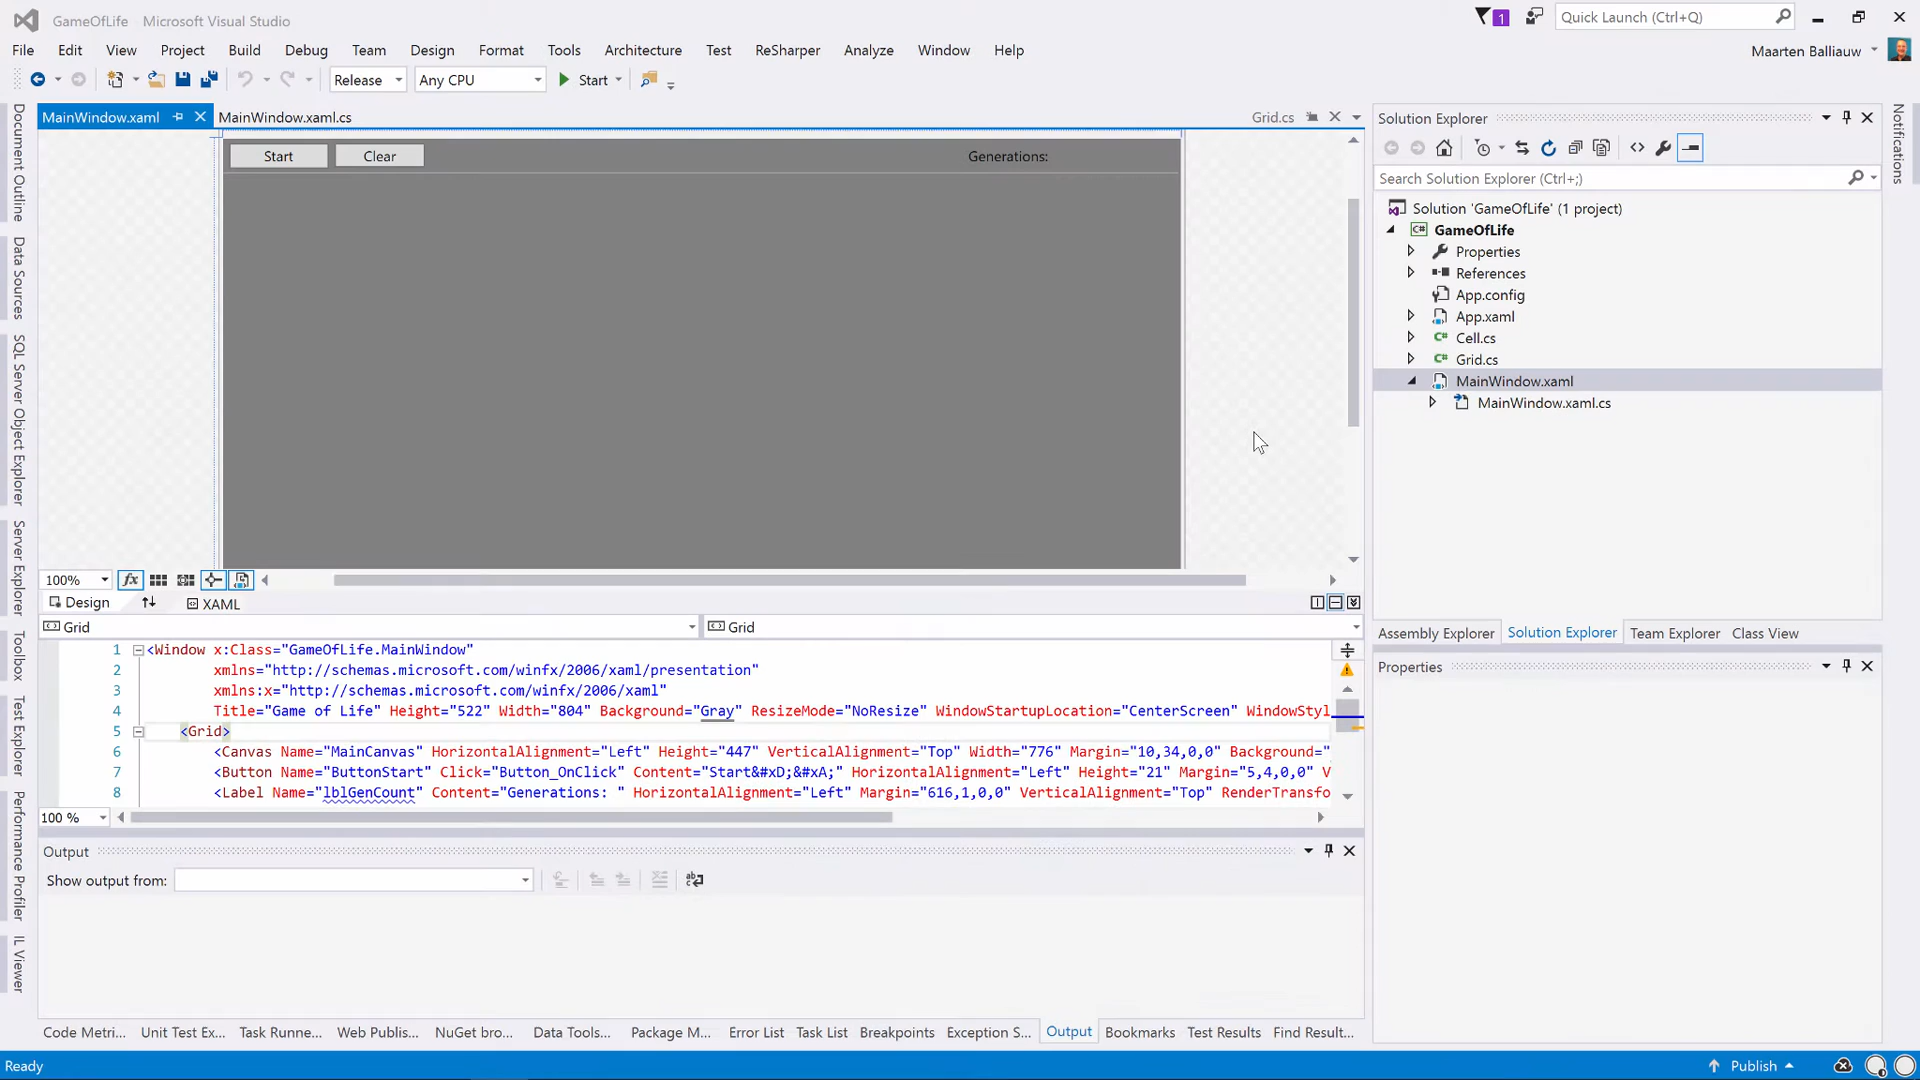 GameOfLife Microsoft Visual Studio
1
Quick Launch (Ctrl+Q)
File Edit View Project Build Debug Team Design Format Tools Architecture Test ReSharper Analyze Window Help
Maarten Balliauw
Release Any CPU Start
MainWindow.xaml MainWindow.xaml.cs Grid.cs
Start Clear Generations:
100% fx
Design XAML
Grid Grid
1 <Window x:Class="GameOfLife.MainWindow"
2 xmlns="http://schemas.microsoft.com/winfx/2006/xaml/presentation"
3 xmlns:x="http://schemas.microsoft.com/winfx/2006/xaml"
4 Title="Game of Life" Height="522" Width="804" Background="Gray" ResizeMode="NoResize" WindowStartupLocation="CenterScreen" WindowStyl
5 <Grid>
6 <Canvas Name="MainCanvas" HorizontalAlignment="Left" Height="447" VerticalAlignment="Top" Width="776" Margin="10,34,0,0" Background="
7 <Button Name="ButtonStart" Click="Button_OnClick" Content="Start&#xD;&#xA;" HorizontalAlignment="Left" Height="21" Margin="5,4,0,0" V
8 <Label Name="lblGenCount" Content="Generations: " HorizontalAlignment="Left" Margin="616,1,0,0" VerticalAlignment="Top" RenderTransfo
100 %
Output
Show output from:
Code Metri... Unit Test Ex... Task Runne... Web Publis... NuGet bro... Data Tools... Package M... Error List Task List Breakpoints Exception S... Output Bookmarks Test Results Find Result...
Ready
Publish
Document Outline
Data Sources
SQL Server Object Explorer
Server Explorer
Toolbox
Test Explorer
Performance Profiler
IL Viewer
Solution Explorer
Search Solution Explorer (Ctrl+;)
Solution 'GameOfLife' (1 project)
C# GameOfLife
Properties
References
App.config
App.xaml
C# Cell.cs
C# Grid.cs
MainWindow.xaml
MainWindow.xaml.cs
Assembly Explorer Solution Explorer Team Explorer Class View
Properties
Notifications